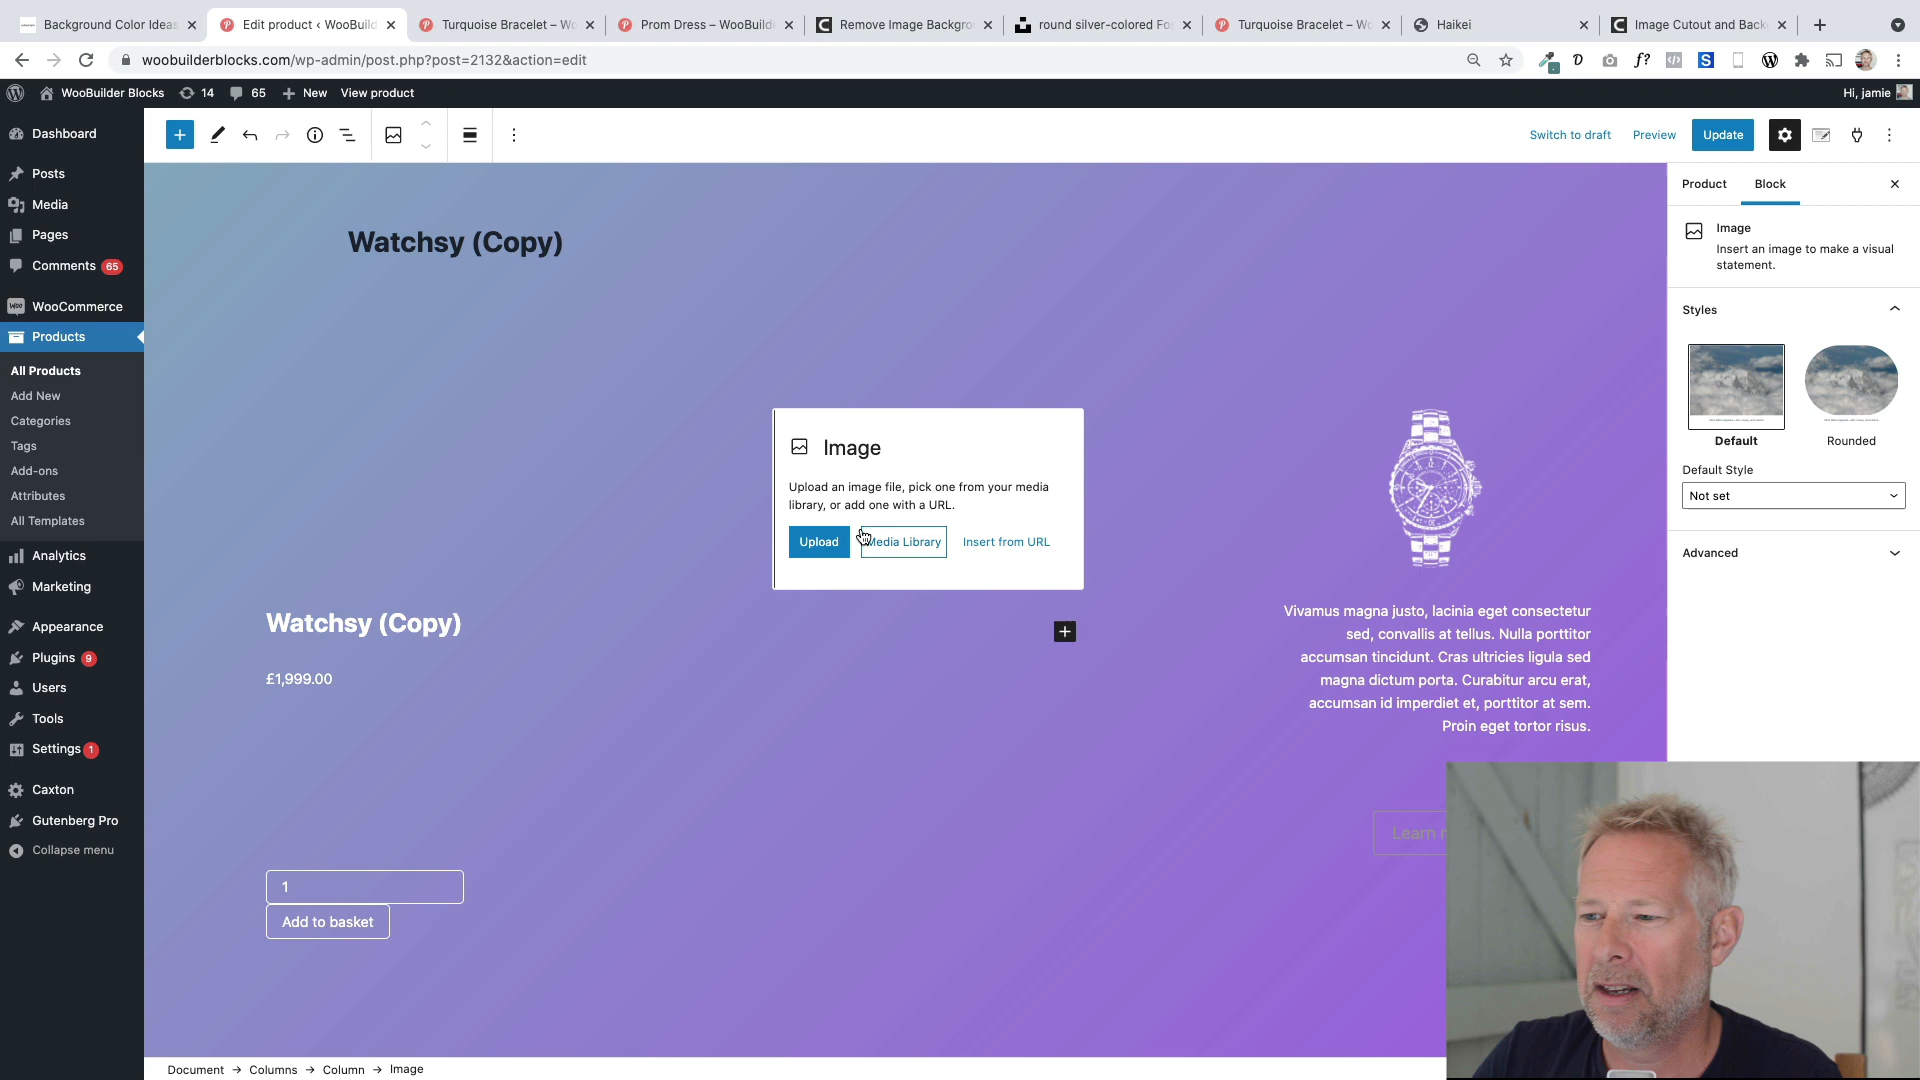 Background Color Ideas
Edit product ‹ WooBuild
Turquoise Bracelet – Wo
Prom Dress – WooBuilde
Remove Image Backgro
round silver-colored Fos
Turquoise Bracelet – Wo
Haikei
Image Cutout and Back
woobuilderblocks.com/wp-admin/post.php?post=2132&action=edit
WooBuilder Blocks
14
65
New
View product
Hi, jamie
Dashboard
Posts
Media
Pages
Comments 65
WooCommerce
Products
All Products
Add New
Categories
Tags
Add-ons
Attributes
All Templates
Analytics
Marketing
Appearance
Plugins 9
Users
Tools
Settings 1
Caxton
Gutenberg Pro
Collapse menu
Switch to draft
Preview
Update
Watchsy (Copy)
Image
Upload an image file, pick one from your media
library, or add one with a URL.
Upload
Media Library
Insert from URL
Watchsy (Copy)
£1,999.00
1
Add to basket
Vivamus magna justo, lacinia eget consectetur
sed, convallis at tellus. Nulla porttitor
accumsan tincidunt. Cras ultricies ligula sed
magna dictum porta. Curabitur arcu erat,
accumsan id imperdiet et, porttitor at sem.
Proin eget tortor risus.
Learn
Product
Block
Image
Insert an image to make a visual
statement.
Styles
Default
Rounded
Default Style
Not set
Advanced
Document → Columns → Column → Image